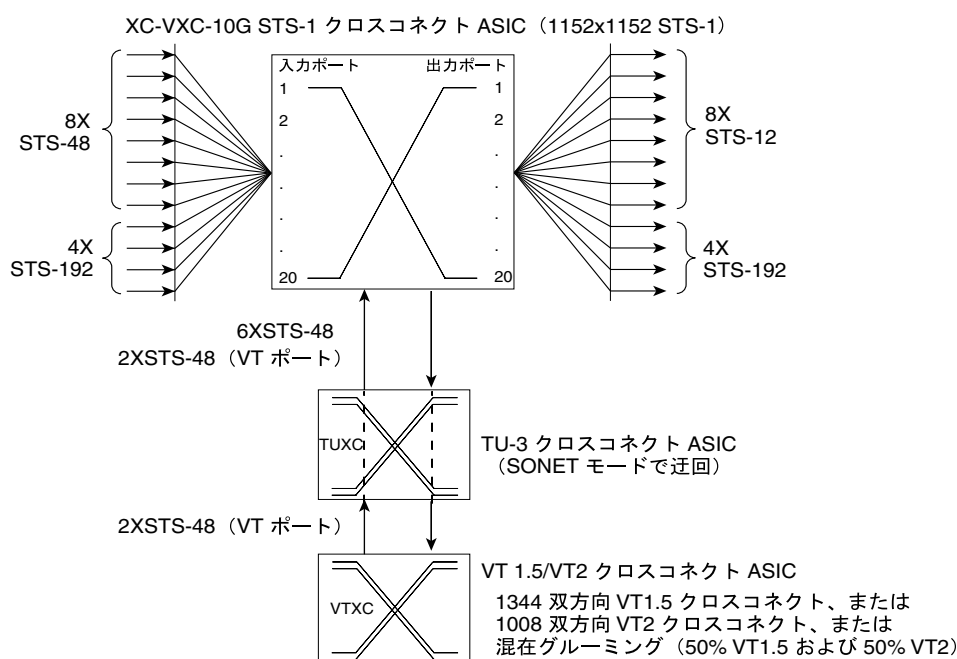 XC-VXC-10G STS-1 クロスコネクト ASIC（1152x1152 STS-1）
入力ポート
出力ポート
1
1
2
2
.
.
.
.
.
.
.
.
20
20
8X
STS-48
4X
STS-192
8X
STS-12
4X
STS-192
6XSTS-48
2XSTS-48（VT ポート）
TUXC
TU-3 クロスコネクト ASIC
（SONET モードで迂回）
2XSTS-48（VT ポート）
VTXC
VT 1.5/VT2 クロスコネクト ASIC
1344 双方向 VT1.5 クロスコネクト、または
1008 双方向 VT2 クロスコネクト、または
混在グルーミング（50% VT1.5 および 50% VT2）